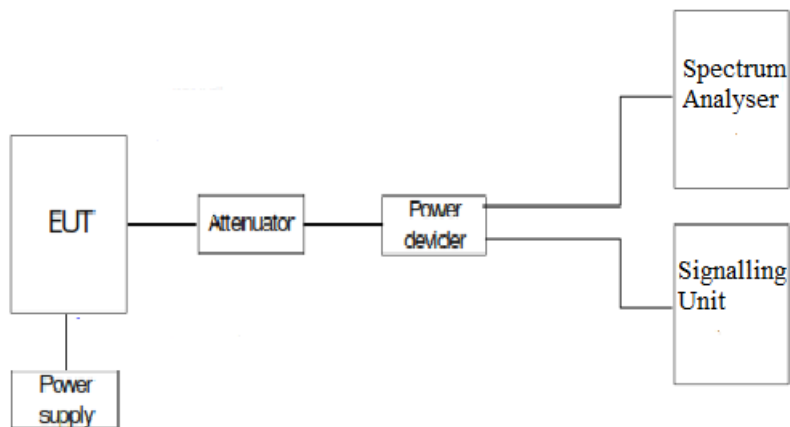 Spectrum
Analyser
EUT
Attenuator
Power
devider
Signalling
Unit
Power
supply